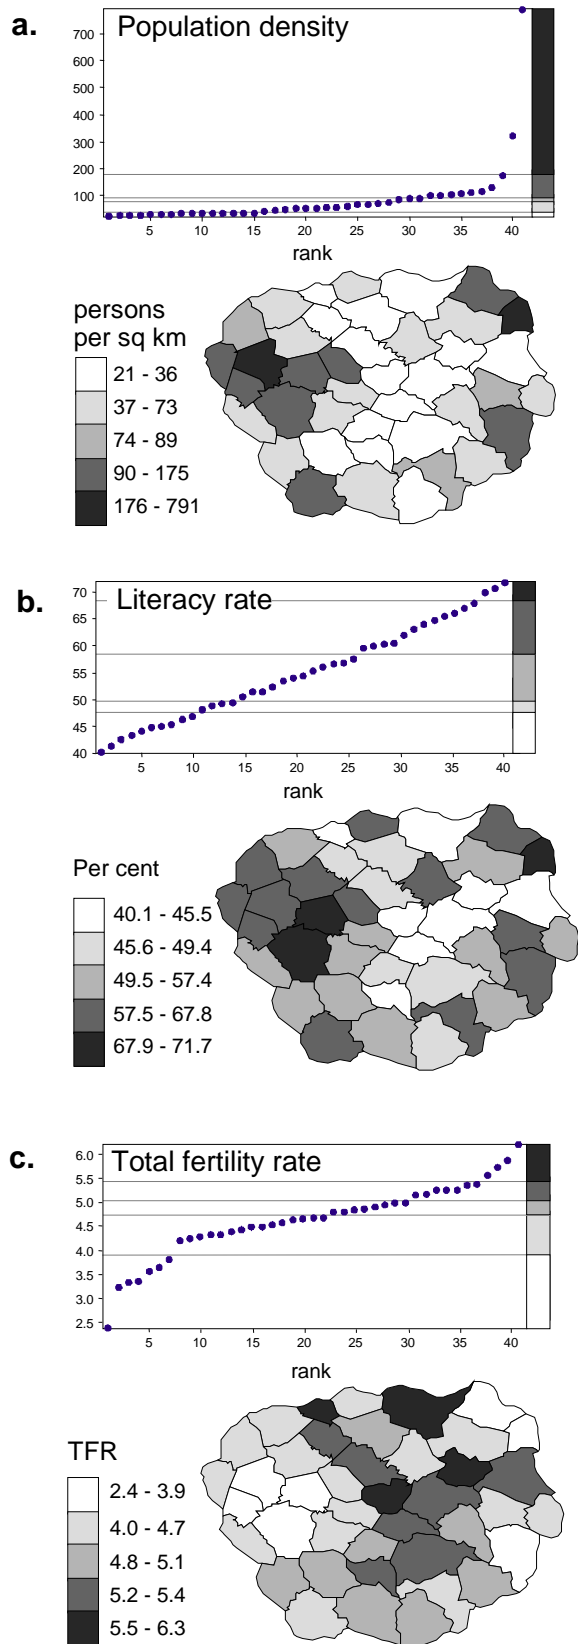 a.
Population density
700
600
500
400
300
200
100
5 10 15 20 25 30 35 40
rank
persons
per sq km
21 - 36
37 - 73
74 - 89
90 - 175
176 - 791
b.
Literacy rate
70
65
60
55
50
45
40
5 10 15 20 25 30 35 40
rank
Per cent
40.1 - 45.5
45.6 - 49.4
49.5 - 57.4
57.5 - 67.8
67.9 - 71.7
c.
Total fertility rate
6.0
5.5
5.0
4.5
4.0
3.5
3.0
2.5
5 10 15 20 25 30 35 40
rank
TFR
2.4 - 3.9
4.0 - 4.7
4.8 - 5.1
5.2 - 5.4
5.5 - 6.3